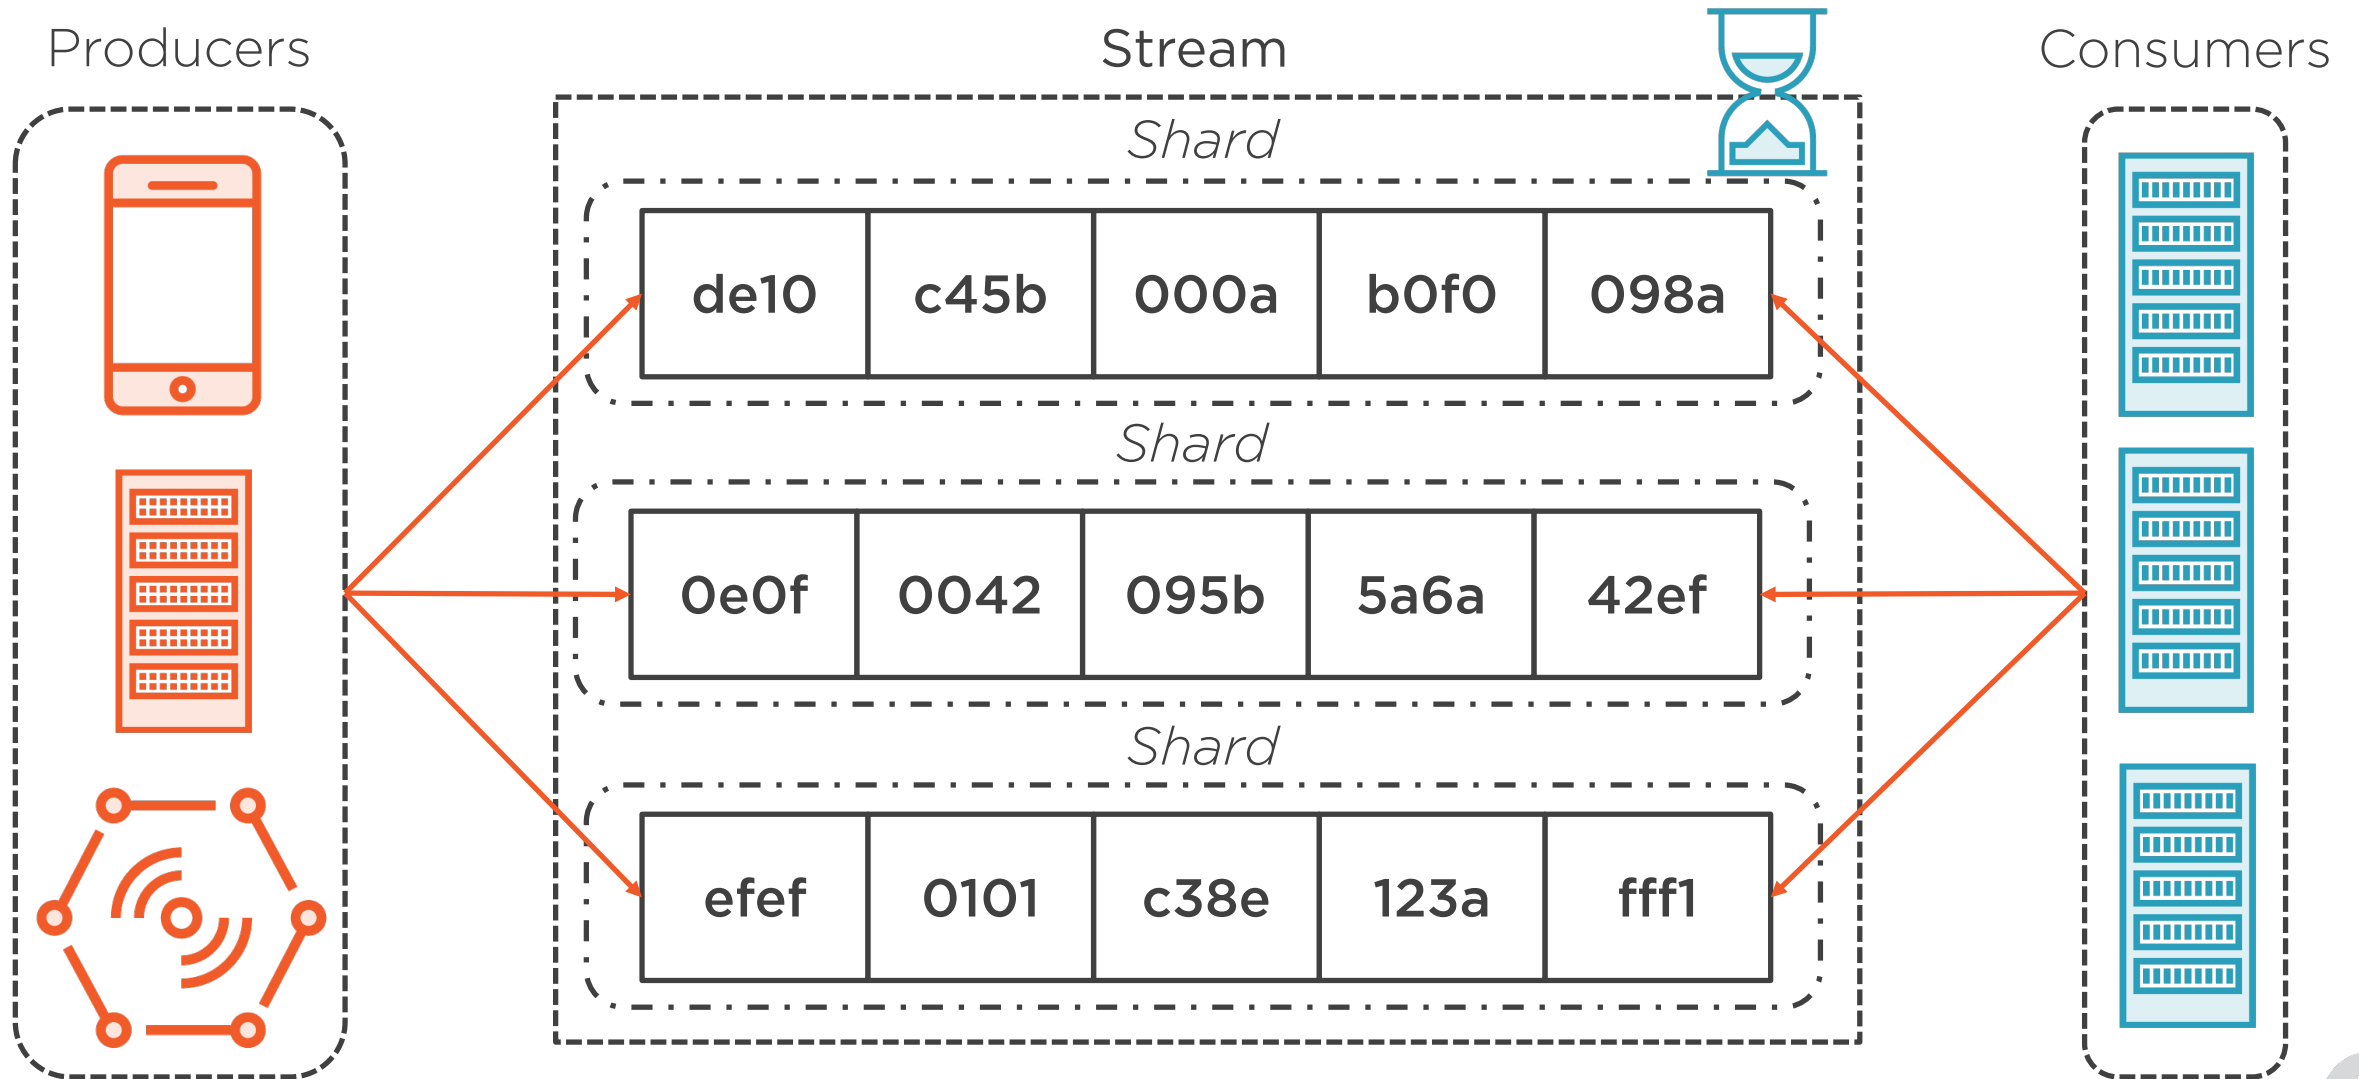 Producers
Stream
Consumers
Shard
de10 c45b 000a b0f0 098a
Shard
0e0f 0042 095b 5a6a 42ef
Shard
efef 0101 c38e 123a fff1